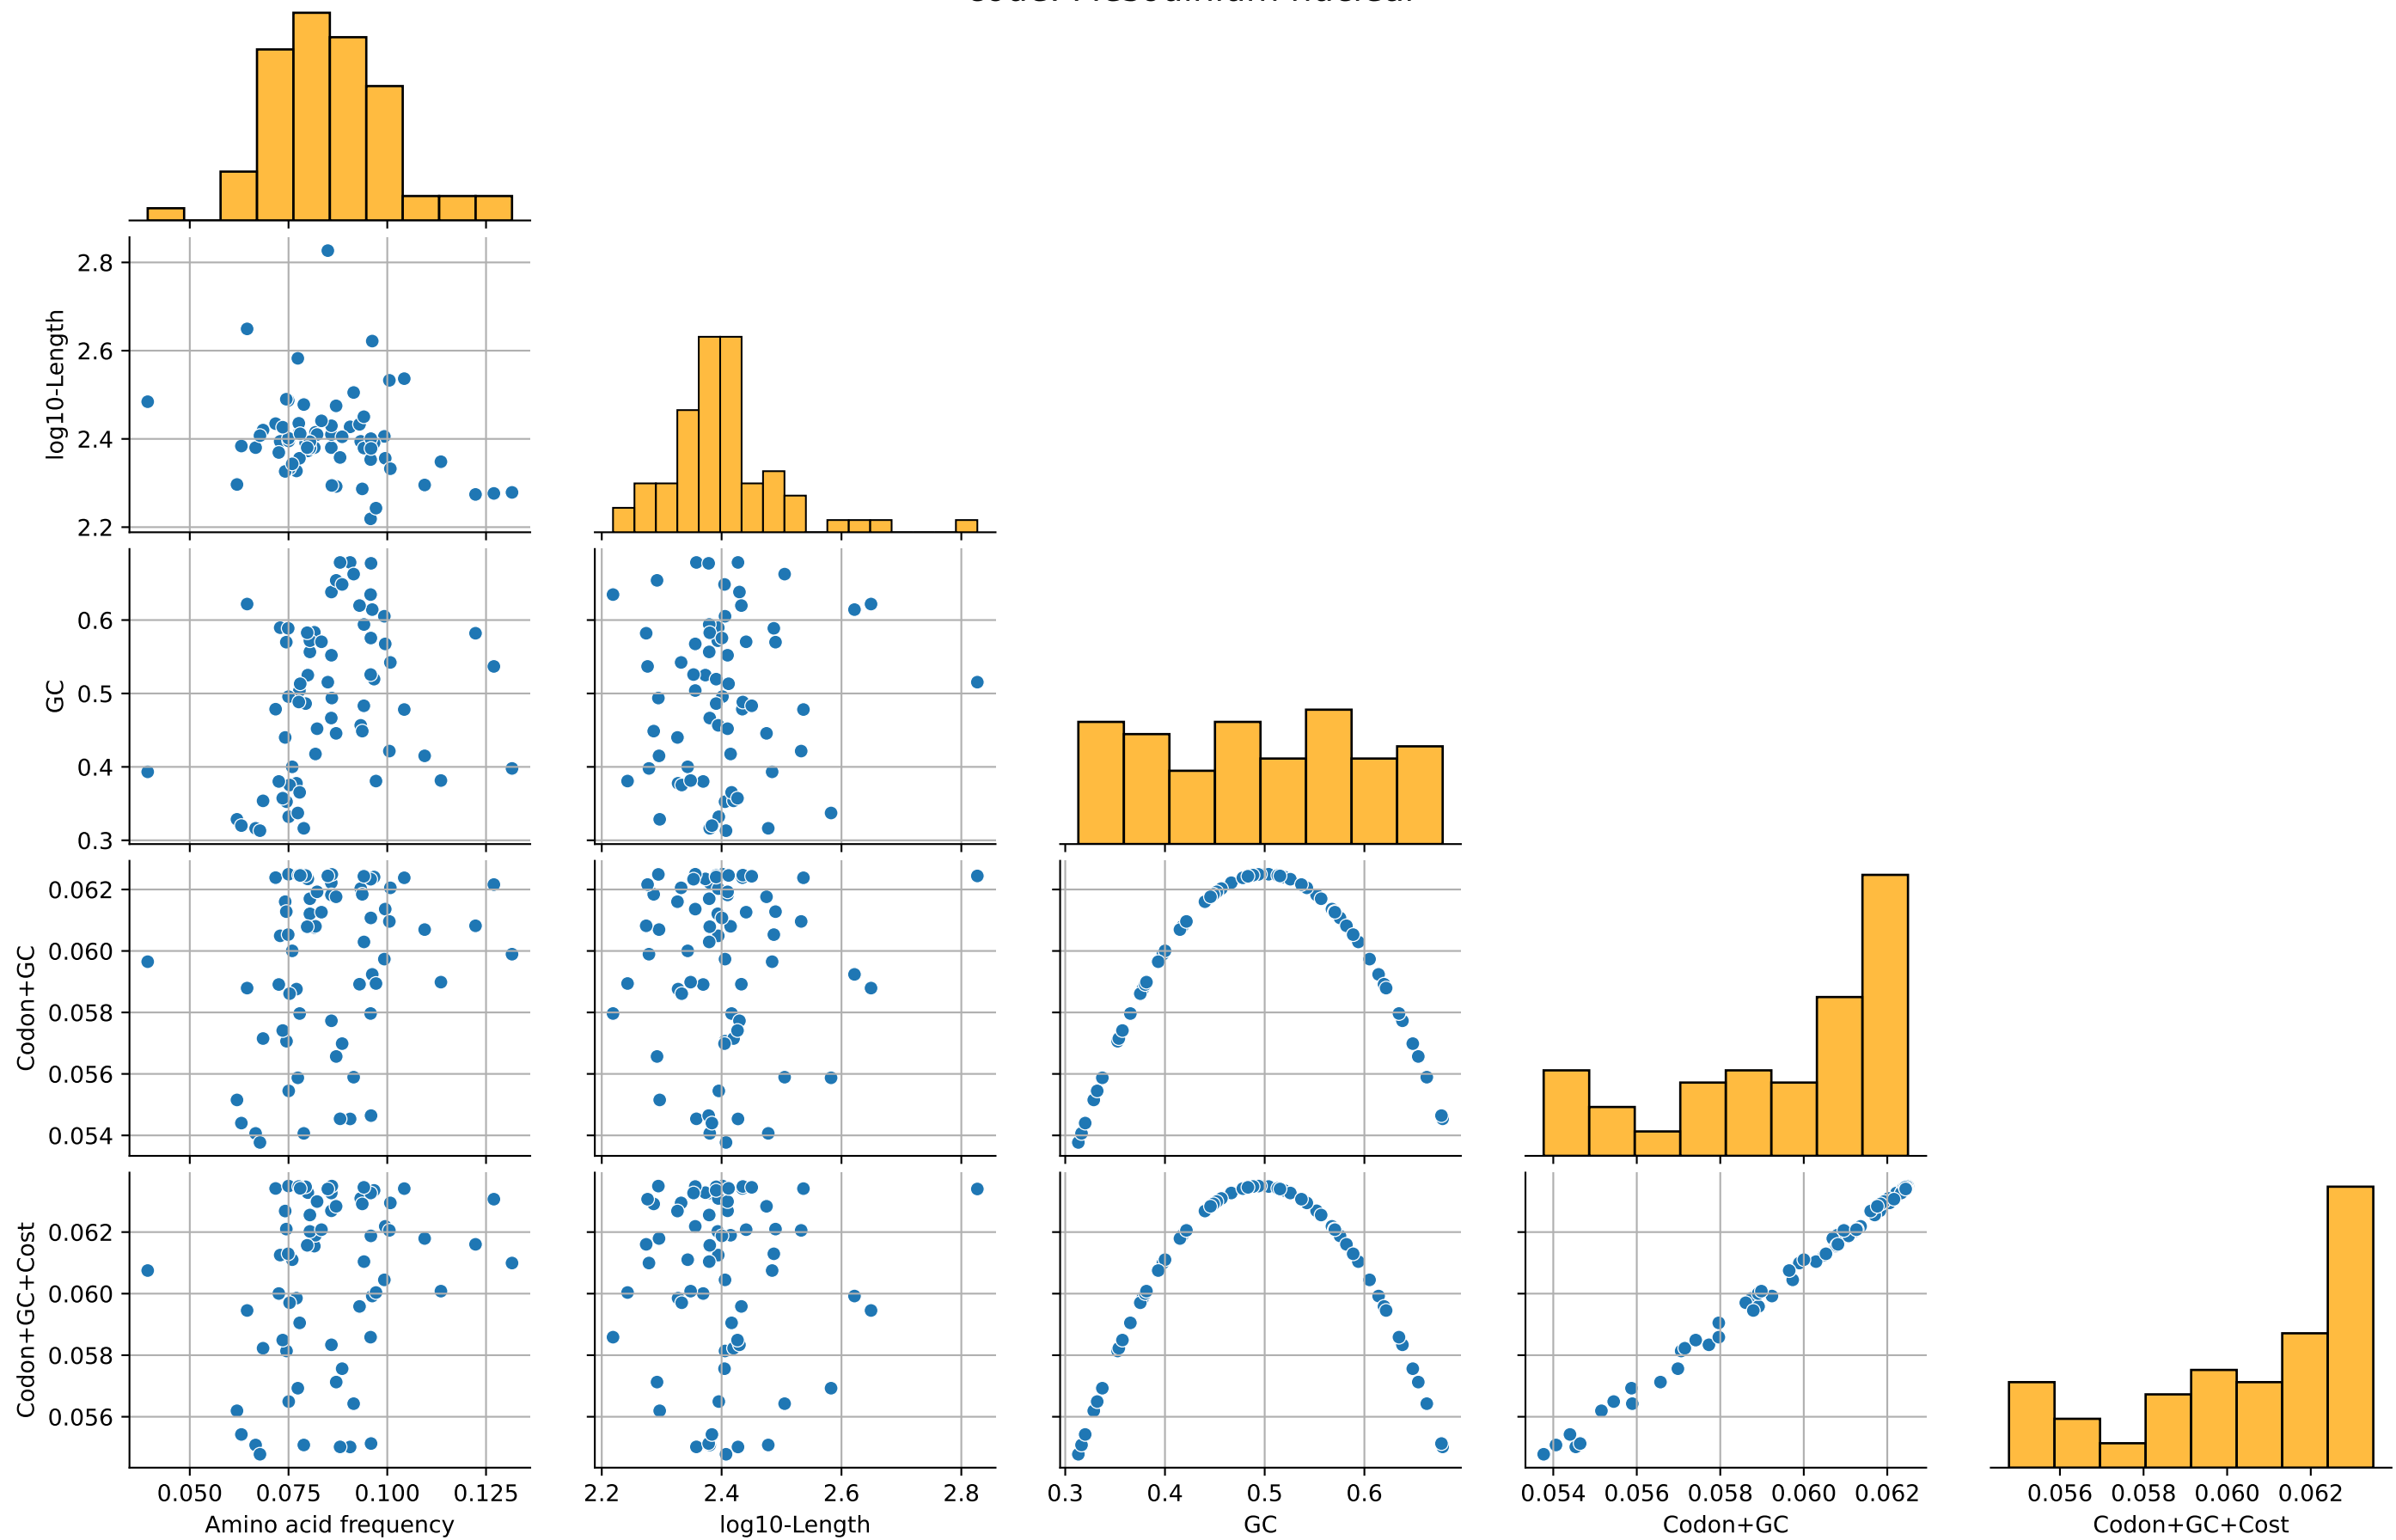 2.8
2.6
2.4
2.2
log10-Length
0.6
0.5
0.4
0.3
GC
0.062
0.060
0.058
0.056
0.054
Codon+GC
0.062
0.060
0.058
0.056
Codon+GC+Cost
0.050 0.075 0.100 0.125
2.2 2.4 2.6 2.8
0.3 0.4 0.5 0.6
0.054 0.056 0.058 0.060 0.062
0.056 0.058 0.060 0.062
Amino acid frequency
log10-Length
GC
Codon+GC
Codon+GC+Cost